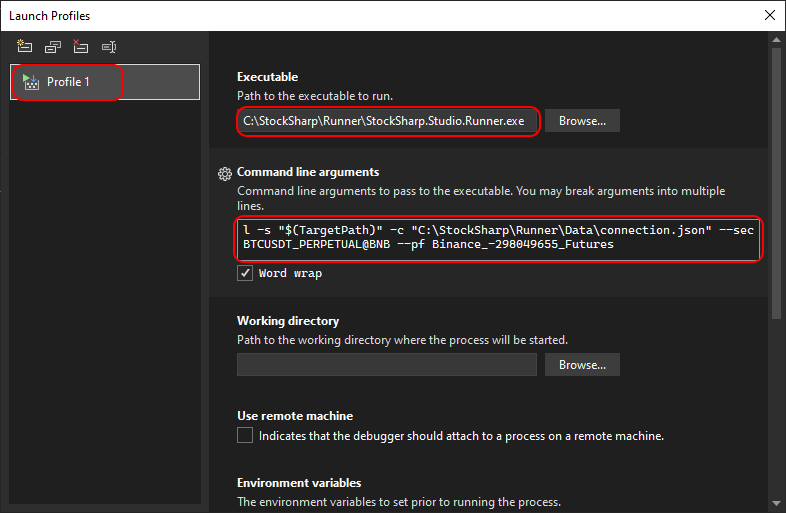 Launch Profiles
Profile 1
Executable
Path to the executable to run.
C:\StockSharp\Runner\StockSharp.Studio.Runner.exe
Browse...
Command line arguments
Command line arguments to pass to the executable. You may break arguments into multiple
lines.
l -s "$(TargetPath)" -c "C:\StockSharp\Runner\Data\connection.json" --sec
BTCUSDT_PERPETUAL@BNB --pf Binance_-298049655_Futures
Word wrap
Working directory
Path to the working directory where the process will be started.
Browse...
Use remote machine
Indicates that the debugger should attach to a process on a remote machine.
Environment variables
The environment variables to set prior to running the process.